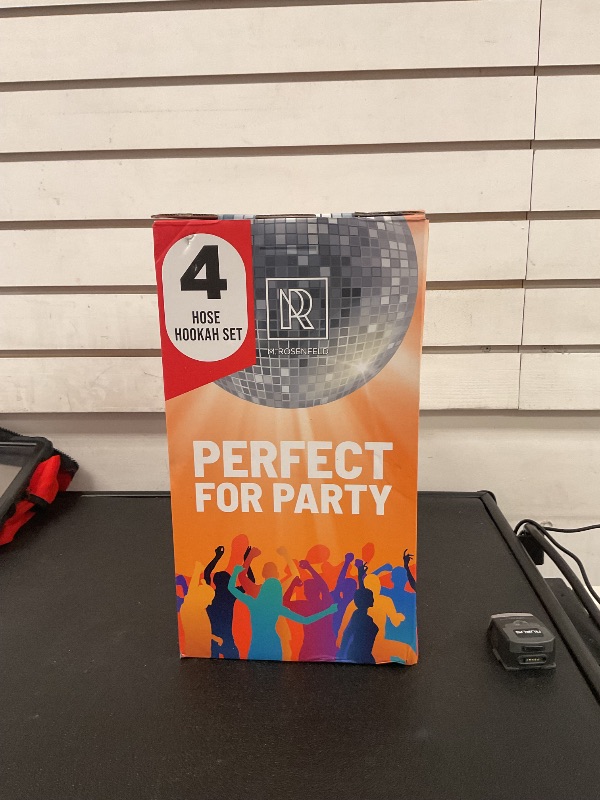 4
HOSE
HOOKAH SET
R
M. ROSENFELD
PERFECT
FOR PARTY